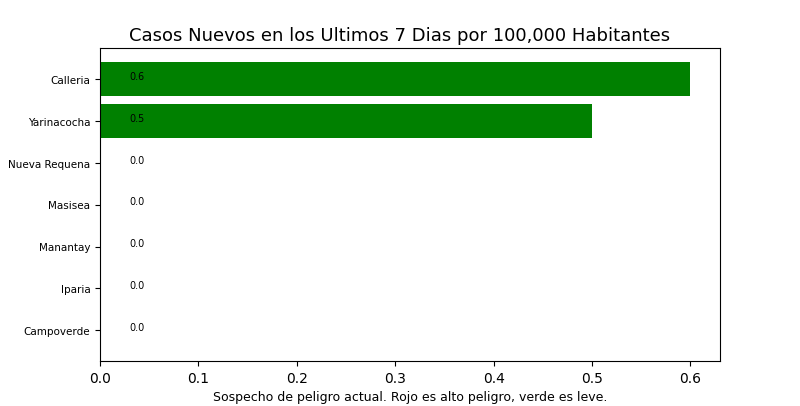 Casos Nuevos en los Ultimos 7 Dias por 100,000 Habitantes
Calleria 0.6
Yarinacocha 0.5
Nueva Requena 0.0
Masisea 0.0
Manantay 0.0
Iparia 0.0
Campoverde 0.0
0.0 0.1 0.2 0.3 0.4 0.5 0.6
Sospecho de peligro actual. Rojo es alto peligro, verde es leve.